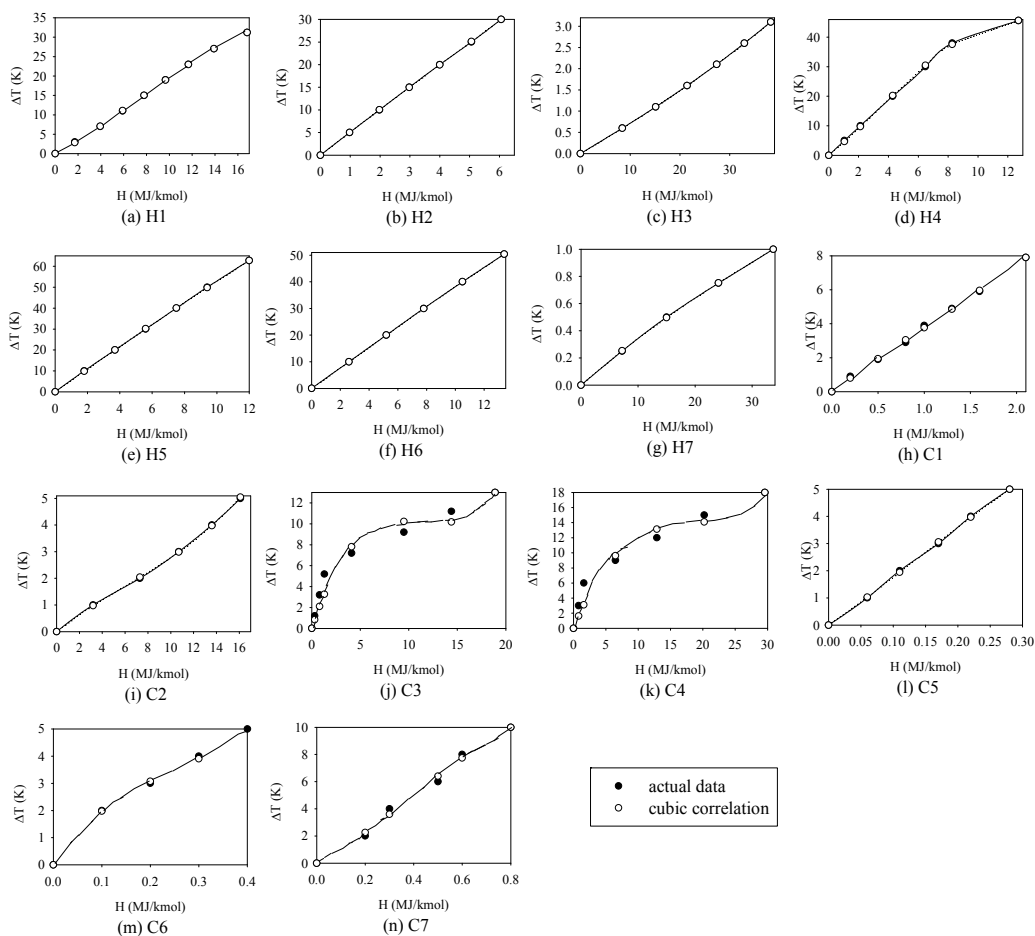 35
30
25
20
15
10
5
0
ΔT (K)
0 2 4 6 8 10 12 14 16
H (MJ/kmol)
(a) H1
30
25
20
15
10
5
0
ΔT (K)
0 1 2 3 4 5 6
H (MJ/kmol)
(b) H2
3.0
2.5
2.0
1.5
1.0
0.5
0.0
ΔT (K)
0 10 20 30
H (MJ/kmol)
(c) H3
40
30
20
10
0
ΔT (K)
0 2 4 6 8 10 12
H (MJ/kmol)
(d) H4
60
50
40
30
20
10
0
ΔT (K)
0 2 4 6 8 10 12
H (MJ/kmol)
(e) H5
50
40
30
20
10
0
ΔT (K)
0 2 4 6 8 10 12
H (MJ/kmol)
(f) H6
1.0
0.8
0.6
0.4
0.2
0.0
ΔT (K)
0 10 20 30
H (MJ/kmol)
(g) H7
8
6
4
2
0
ΔT (K)
0.0 0.5 1.0 1.5 2.0
H (MJ/kmol)
(h) C1
5
4
3
2
1
0
ΔT (K)
0 2 4 6 8 10 12 14 16
H (MJ/kmol)
(i) C2
12
10
8
6
4
2
0
ΔT (K)
0 5 10 15 20
H (MJ/kmol)
(j) C3
18
16
14
12
10
8
6
4
2
0
ΔT (K)
0 5 10 15 20 25 30
H (MJ/kmol)
(k) C4
5
4
3
2
1
0
ΔT (K)
0.00 0.05 0.10 0.15 0.20 0.25 0.30
H (MJ/kmol)
(l) C5
5
4
3
2
1
0
ΔT (K)
0.0 0.1 0.2 0.3 0.4
H (MJ/kmol)
(m) C6
10
8
6
4
2
0
ΔT (K)
0.0 0.2 0.4 0.6 0.8
H (MJ/kmol)
(n) C7
actual data
cubic correlation